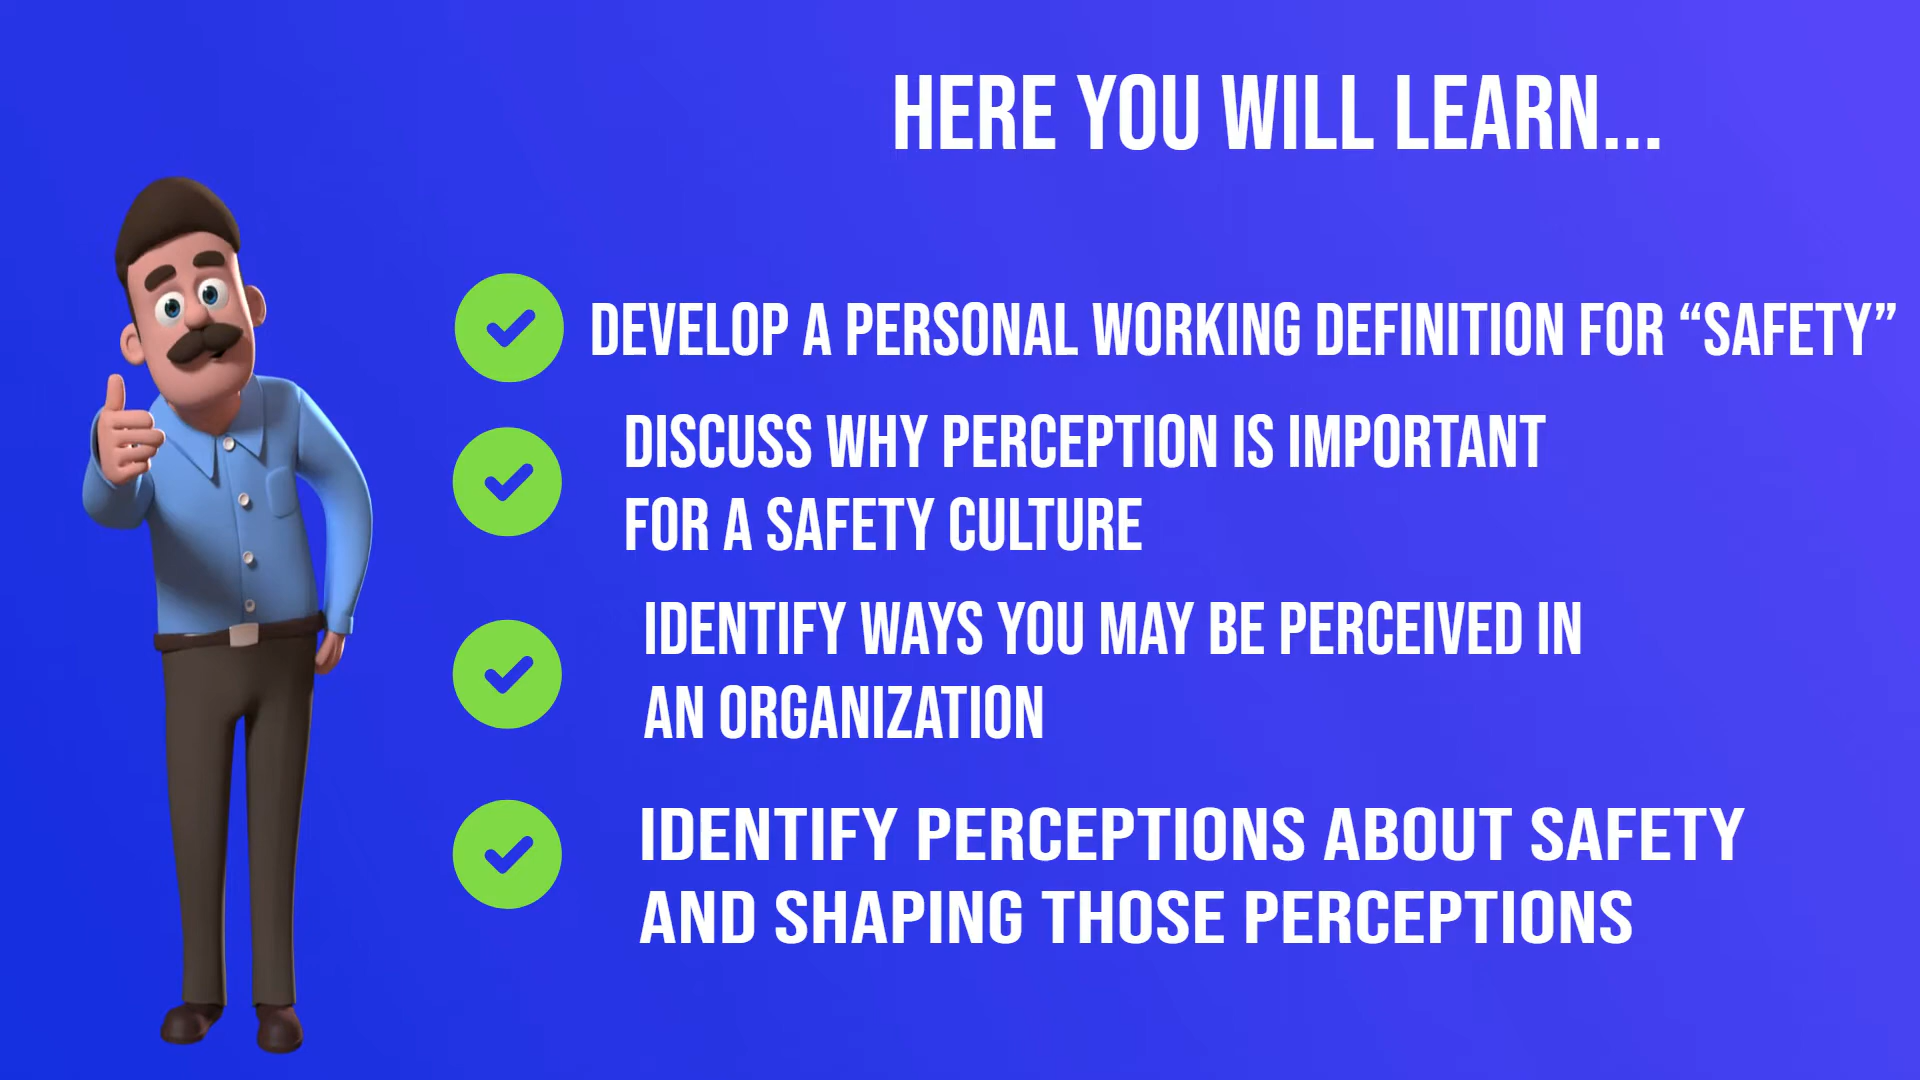 HERE YOU WILL LEARN...
DEVELOP A PERSONAL WORKING DEFINITION FOR “SAFETY”
DISCUSS WHY PERCEPTION IS IMPORTANT
FOR A SAFETY CULTURE
IDENTIFY WAYS YOU MAY BE PERCEIVED IN
AN ORGANIZATION
IDENTIFY PERCEPTIONS ABOUT SAFETY
AND SHAPING THOSE PERCEPTIONS